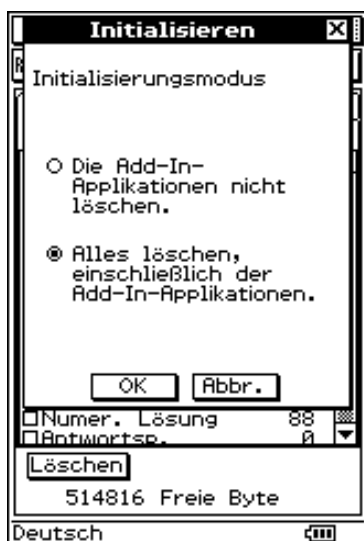 Initialisieren
Initialisierungsmodus
Die Add-In-
Applikationen nicht
löschen.
Alles löschen,
einschließlich der
Add-In-Applikationen.
OK Abbr.
Numer. Lösung 88
Antwortsp. 0
Löschen
514816 Freie Byte
Deutsch